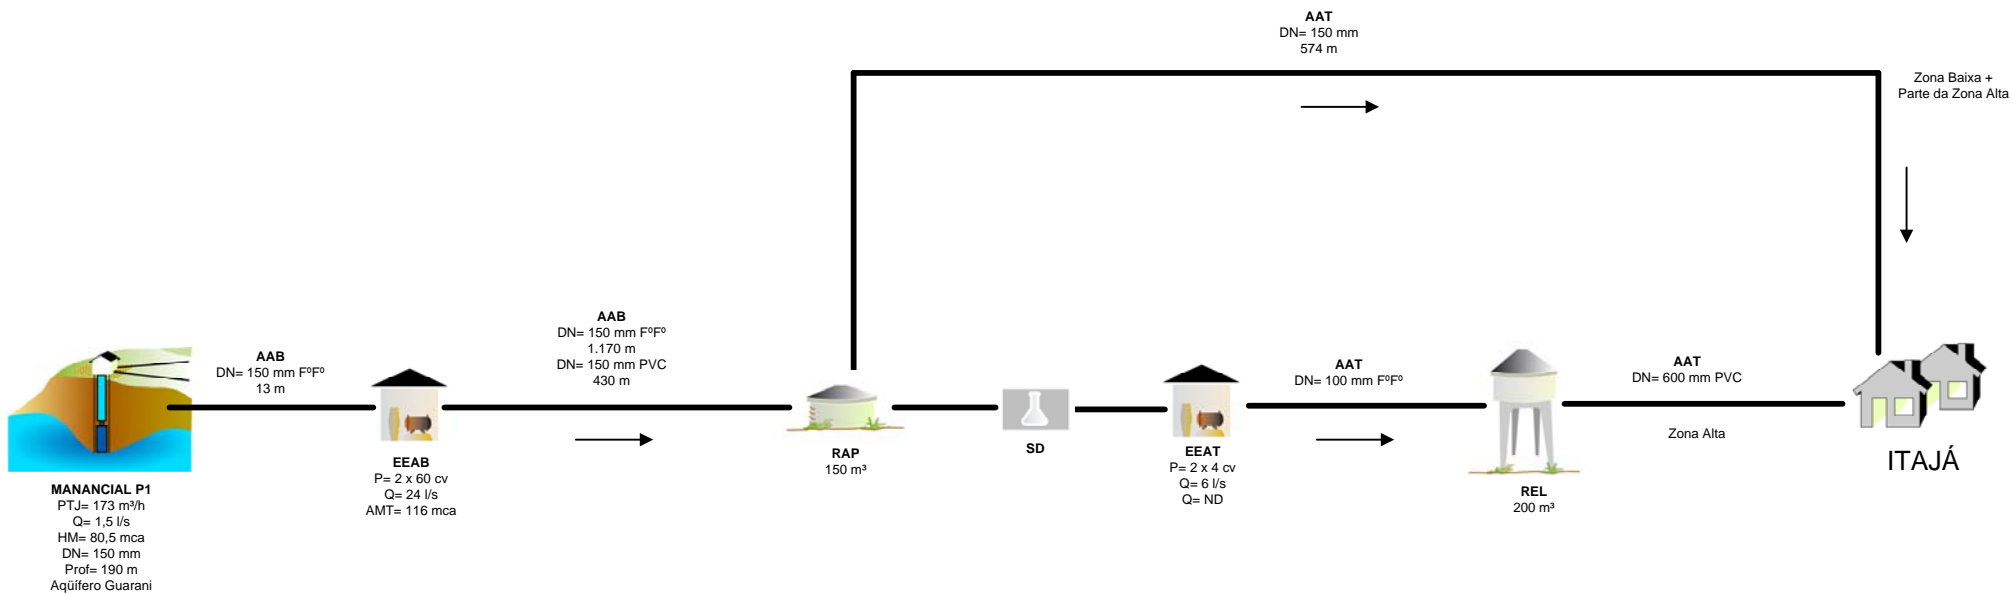 AAT
DN= 150 mm
574 m
Zona Baixa +
Parte da Zona Alta
AAB
DN= 150 mm FºFº
13 m
AAB
DN= 150 mm FºFº
1.170 m
DN= 150 mm PVC
430 m
AAT
DN= 100 mm FºFº
AAT
DN= 600 mm PVC
Zona Alta
MANANCIAL P1
PTJ= 173 m³/h
Q= 1,5 l/s
HM= 80,5 mca
DN= 150 mm
Prof= 190 m
Aqüífero Guarani
EEAB
P= 2 x 60 cv
Q= 24 l/s
AMT= 116 mca
RAP
150 m³
SD
EEAT
P= 2 x 4 cv
Q= 6 l/s
Q= ND
REL
200 m³
ITAJÁ